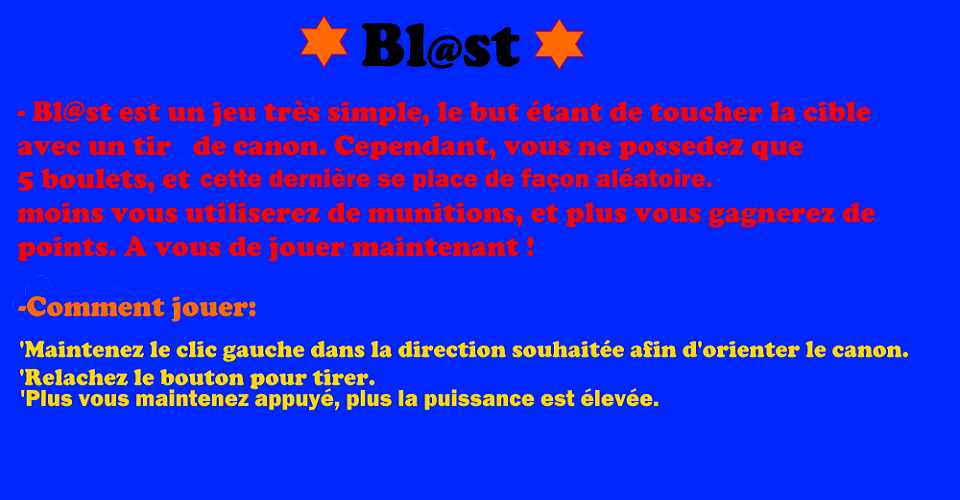 Bl@st
- Bl@st est un jeu très simple, le but étant de toucher la cible
avec un tir de canon. Cependant, vous ne possedez que
5 boulets, et cette dernière se place de façon aléatoire.
moins vous utiliserez de munitions, et plus vous gagnerez de
points. A vous de jouer maintenant !
-Comment jouer:
'Maintenez le clic gauche dans la direction souhaitée afin d'orienter le canon.
'Relachez le bouton pour tirer.
'Plus vous maintenez appuyé, plus la puissance est élevée.